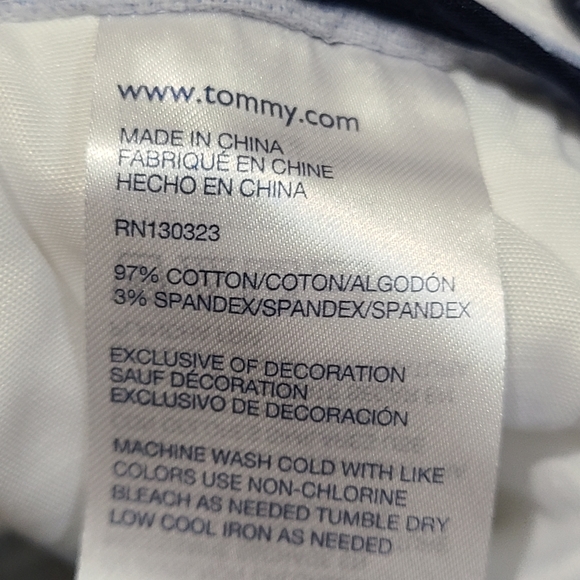 www.tommy.com
MADE IN CHINA
FABRIQUÉ EN CHINE
HECHO EN CHINA
RN130323
97% COTTON/COTON/ALGODÓN
3% SPANDEX/SPANDEX/SPANDEX
EXCLUSIVE OF DECORATION
SAUF DÉCORATION
EXCLUSIVO DE DECORACIÓN
MACHINE WASH COLD WITH LIKE
COLORS USE NON-CHLORINE
BLEACH AS NEEDED TUMBLE DRY
LOW COOL IRON AS NEEDED